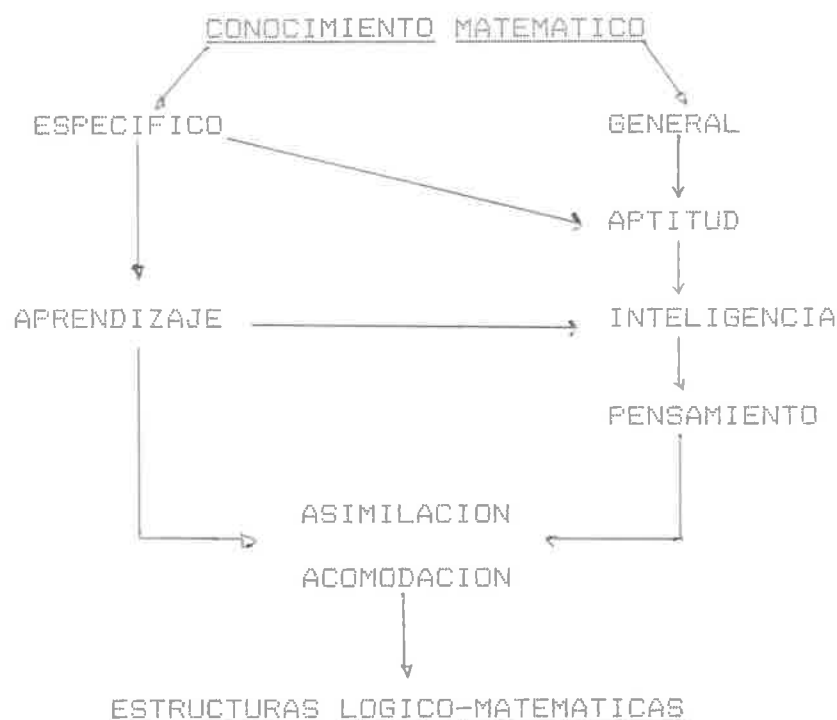 CONOCIMIENTO MATEMATICO
ESPECIFICO GENERAL
APTITUD
APRENDIZAJE INTELIGENCIA
PENSAMIENTO
ASIMILACION
ACOMODACION
ESTRUCTURAS LOGICO-MATEMATICAS